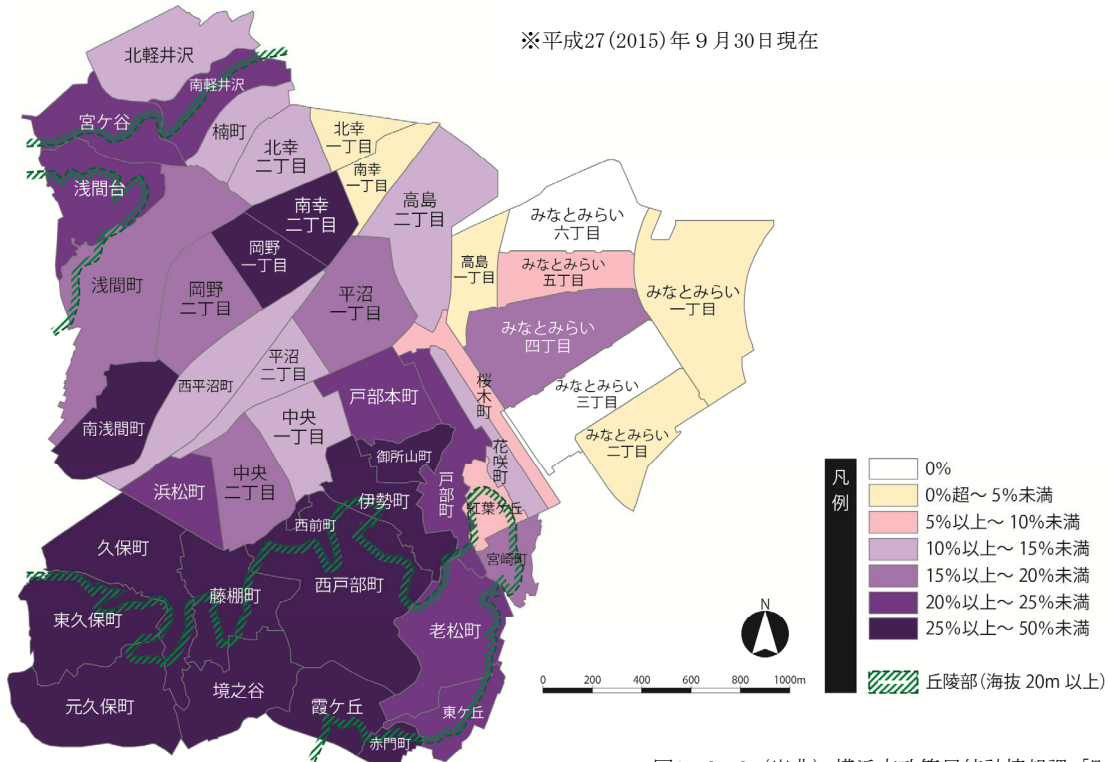 ※平成27(2015)年９月30日現在
北軽井沢
南軽井沢
宮ケ谷
楠町
北幸
二丁目
北幸
一丁目
南幸
一丁目
浅間台
南幸
二丁目
高島
二丁目
みなとみらい
六丁目
岡野
一丁目
高島
一丁目
みなとみらい
五丁目
浅間町
岡野
二丁目
平沼
一丁目
みなとみらい
一丁目
みなとみらい
四丁目
平沼
二丁目
西平沼町
桜木町
みなとみらい
三丁目
戸部本町
南浅間町
中央
一丁目
花咲町
みなとみらい
二丁目
御所山町
浜松町
中央
二丁目
戸部町
伊勢町
紅葉ケ丘
西前町
久保町
宮崎町
西戸部町
藤棚町
東久保町
老松町
境之谷
元久保町
霞ケ丘
東ケ丘
赤門町
凡例
0%
0%超～ 5%未満
5%以上～ 10%未満
10%以上～ 15%未満
15%以上～ 20%未満
20%以上～ 25%未満
25%以上～ 50%未満
丘陵部(海抜 20m 以上)
N
0 200 400 600 800 1000m